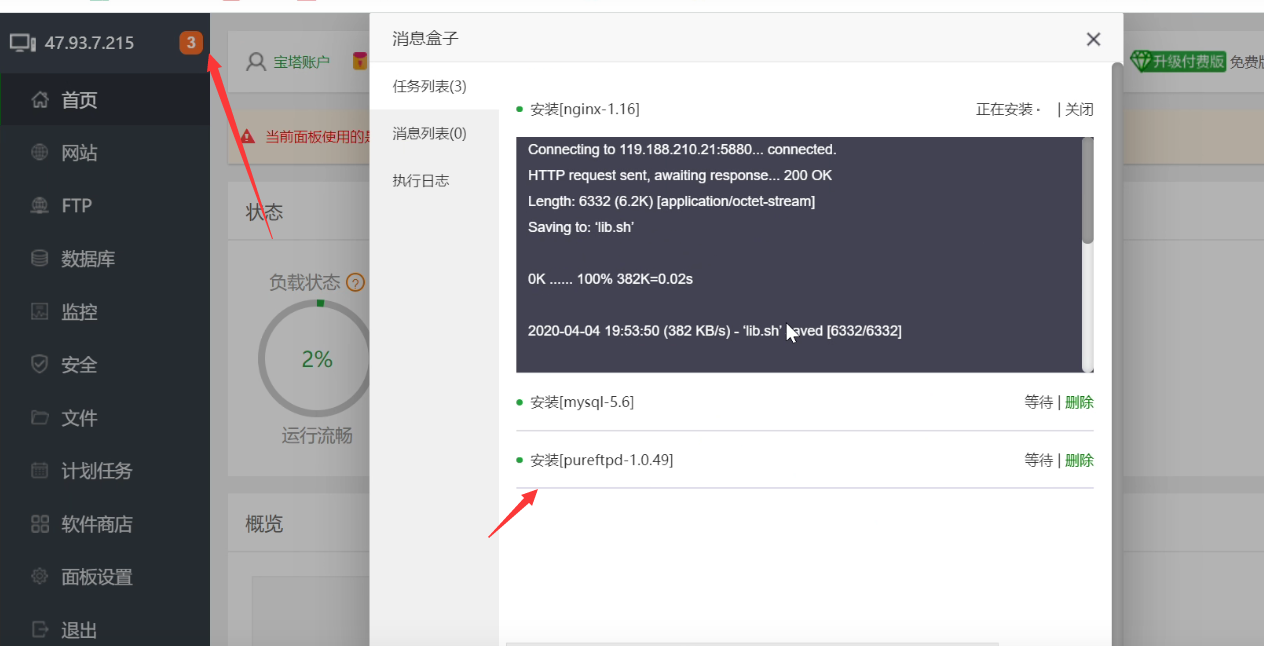 47.93.7.215
3
首页
网站
FTP
数据库
监控
安全
文件
计划任务
软件商店
面板设置
退出
宝塔账户
升级付费版 免费
当前面板使用的是
状态
负载状态 ?
2%
运行流畅
概览
消息盒子
任务列表(3)
消息列表(0)
执行日志
安装[nginx-1.16] 正在安装· | 关闭
Connecting to 119.188.210.21:5880... connected.
HTTP request sent, awaiting response... 200 OK
Length: 6332 (6.2K) [application/octet-stream]
Saving to: ‘lib.sh’
0K ...... 100% 382K=0.02s
2020-04-04 19:53:50 (382 KB/s) - ‘lib.sh’ saved [6332/6332]
安装[mysql-5.6] 等待 | 删除
安装[pureftpd-1.0.49] 等待 | 删除